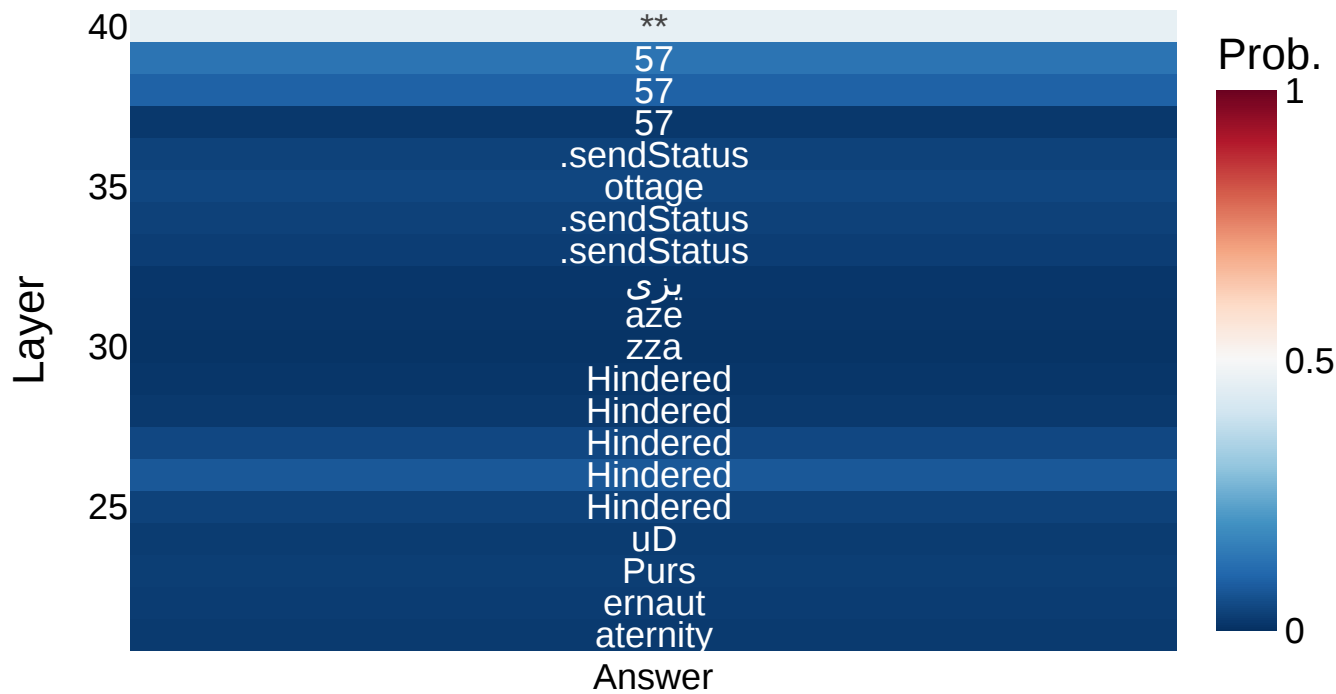 40
**
57
57
57
.sendStatus
35
ottage
.sendStatus
.sendStatus
یزی
aze
30
zza
Hindered
Hindered
Hindered
Hindered
25
Hindered
uD
Purs
ernaut
aternity
Answer
Layer
Prob.
1
0.5
0